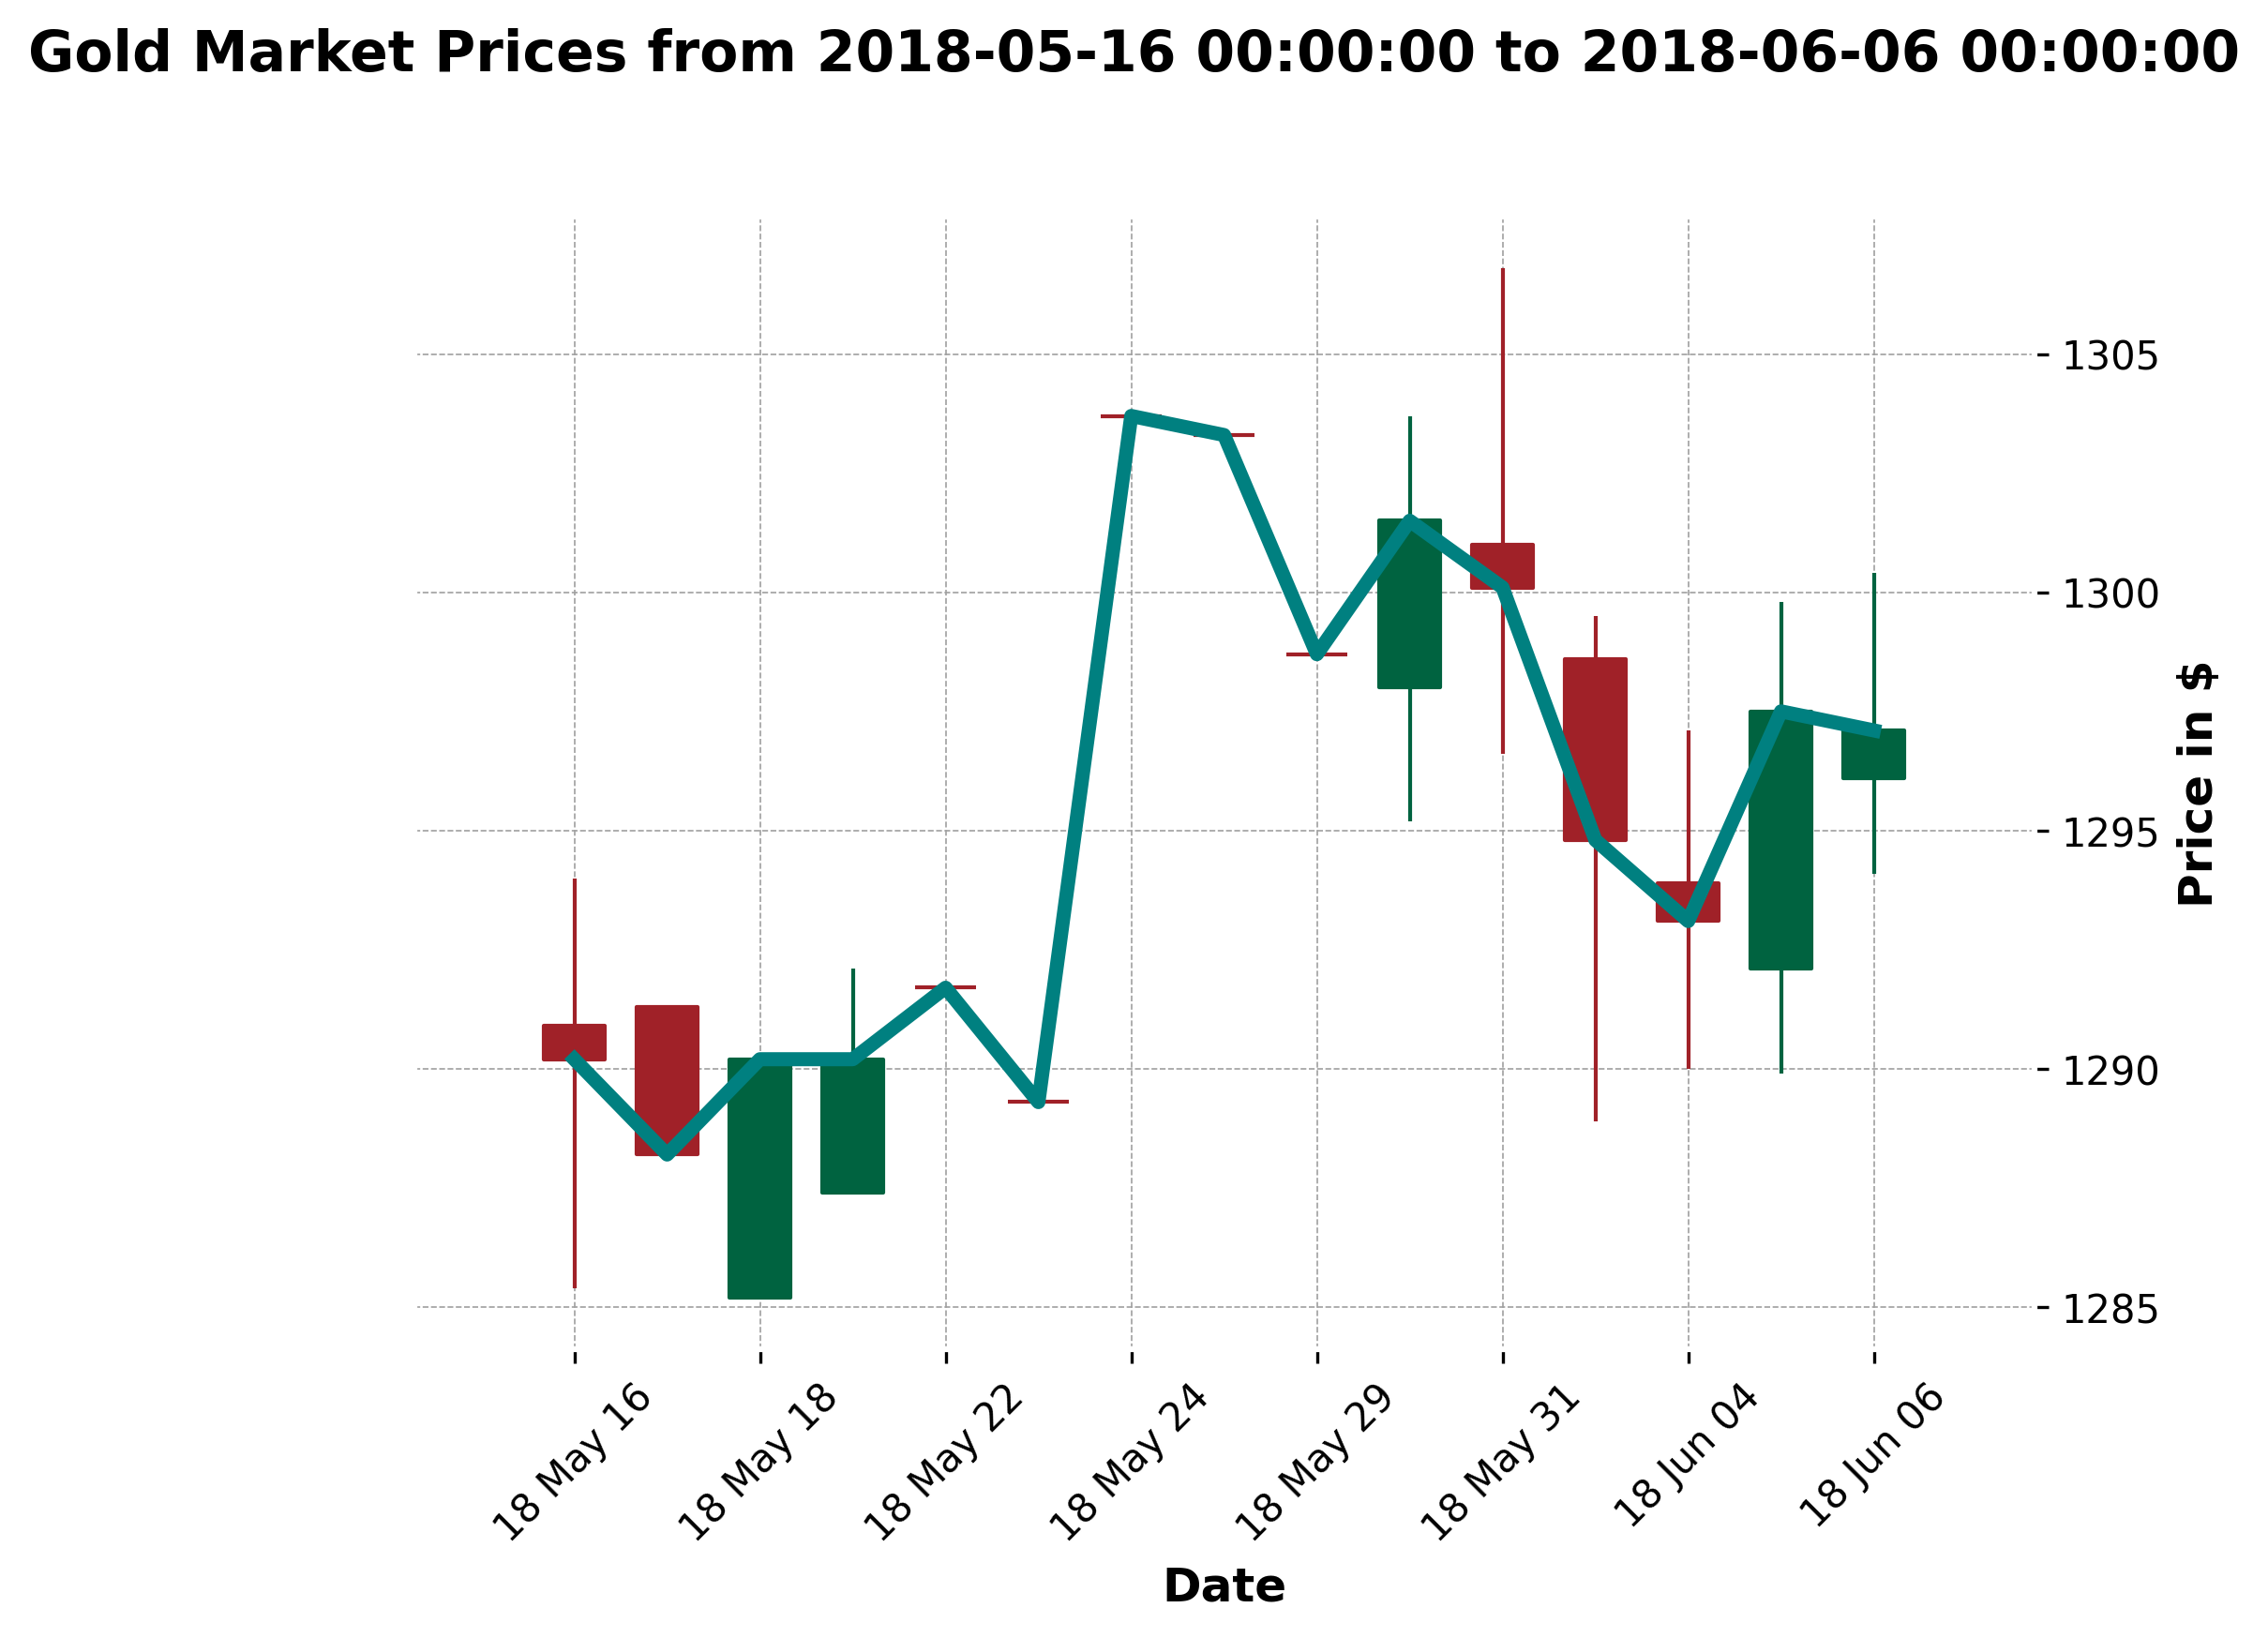 Gold Market Prices from 2018-05-16 00:00:00 to 2018-06-06 00:00:00
1305
1300
1295
1290
1285
Price in $
18 May 16
18 May 18
18 May 22
18 May 24
18 May 29
18 May 31
18 Jun 04
18 Jun 06
Date